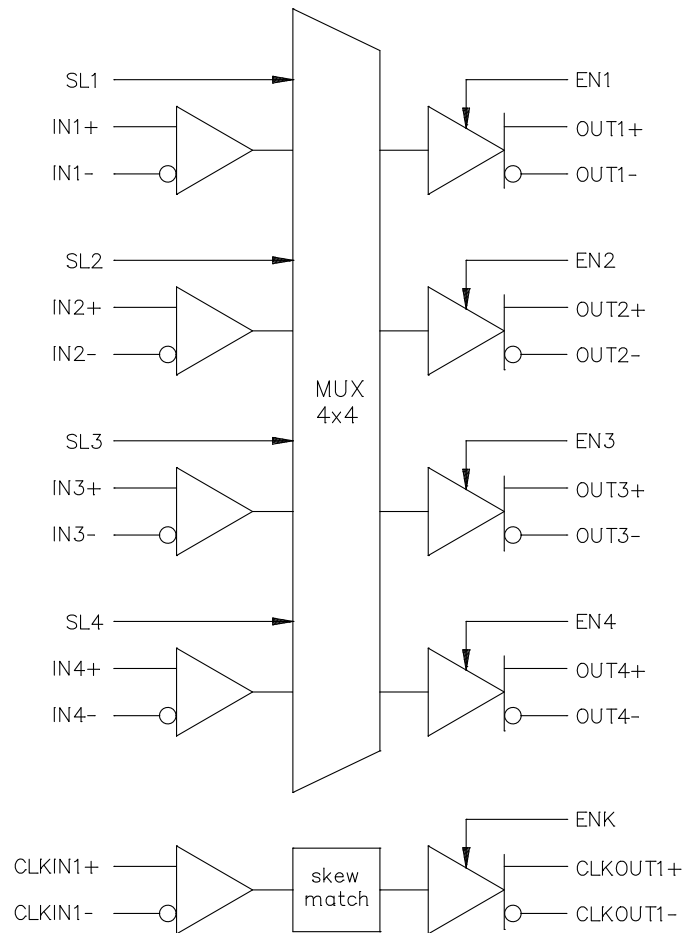 SL1
EN1
IN1+
OUT1+
IN1-
OUT1-
SL2
EN2
IN2+
OUT2+
IN2-
OUT2-
MUX
4x4
SL3
EN3
IN3+
OUT3+
IN3-
OUT3-
SL4
EN4
IN4+
OUT4+
IN4-
OUT4-
ENK
CLKIN1+
skew
match
CLKOUT1+
CLKIN1-
CLKOUT1-